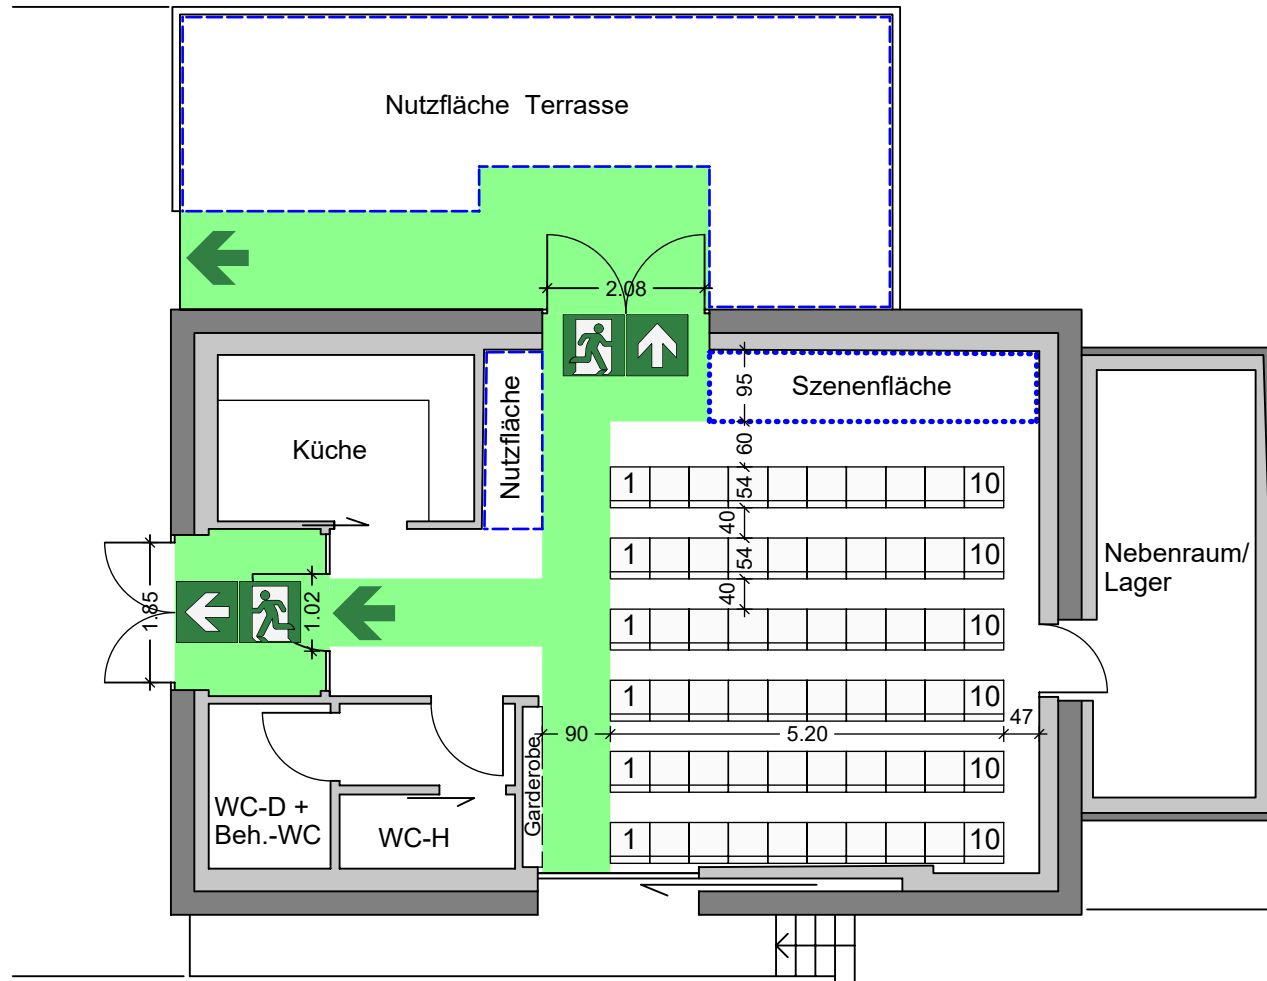 Nutzfläche Terrasse
2.08
Szenenfläche
95
Nutzfläche
Küche
60
1 10
54
40
1 10
54
40
Nebenraum/
Lager
1.85
1.02
1 10
1 10
47
90
5.20
Garderobe
1 10
WC-D +
Beh.-WC
WC-H
1 10